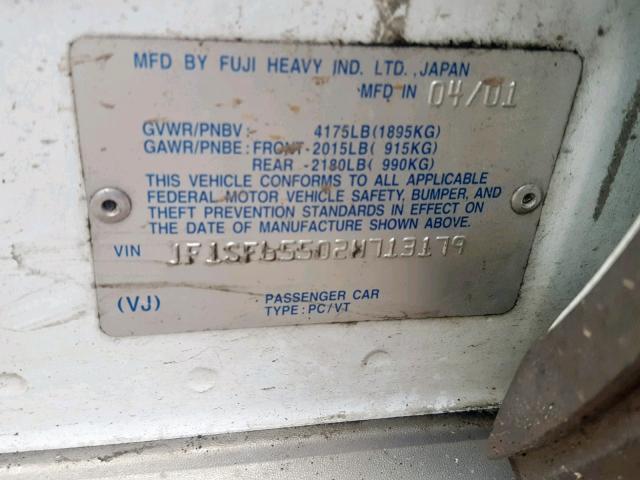 MFD BY FUJI HEAVY IND. LTD., JAPAN
MFD IN 04/01
GVWR/PNBV: 4175LB(1895KG)
GAWR/PNBE: FRONT-2015LB( 915KG)
REAR -2180LB( 990KG)
THIS VEHICLE CONFORMS TO ALL APPLICABLE
FEDERAL MOTOR VEHICLE SAFETY, BUMPER, AND
THEFT PREVENTION STANDARDS IN EFFECT ON
THE DATE OF MANUFACTURE SHOWN ABOVE.
VIN JF1SF65502H713179
(VJ) PASSENGER CAR
TYPE: PC/VT